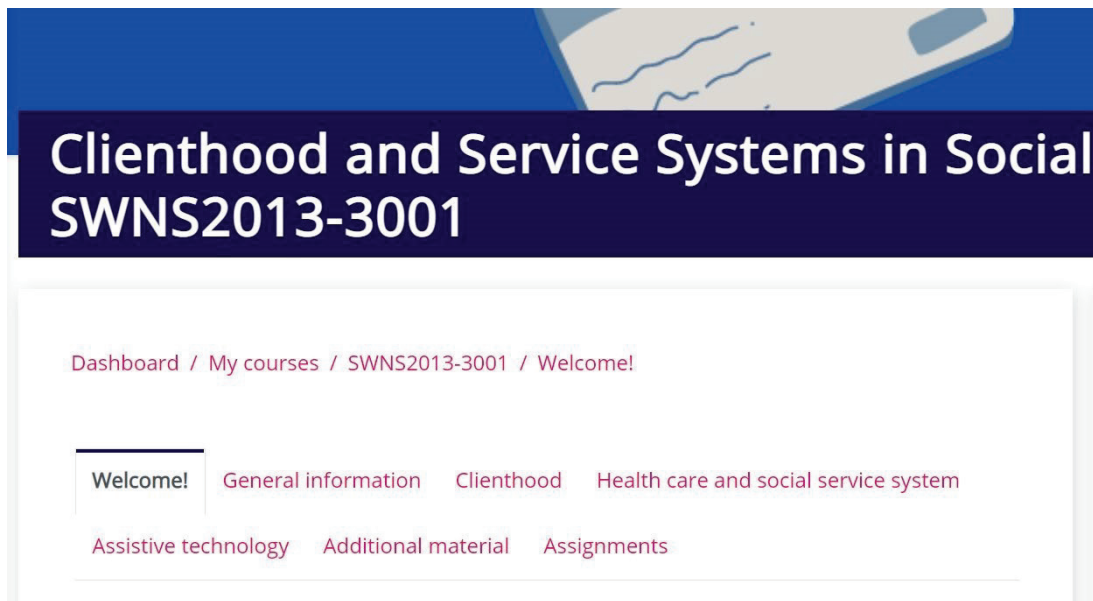 Clienthood and Service Systems in Social
SWNS2013-3001
Dashboard / My courses / SWNS2013-3001 / Welcome!
Welcome! General information Clienthood Health care and social service system
Assistive technology Additional material Assignments